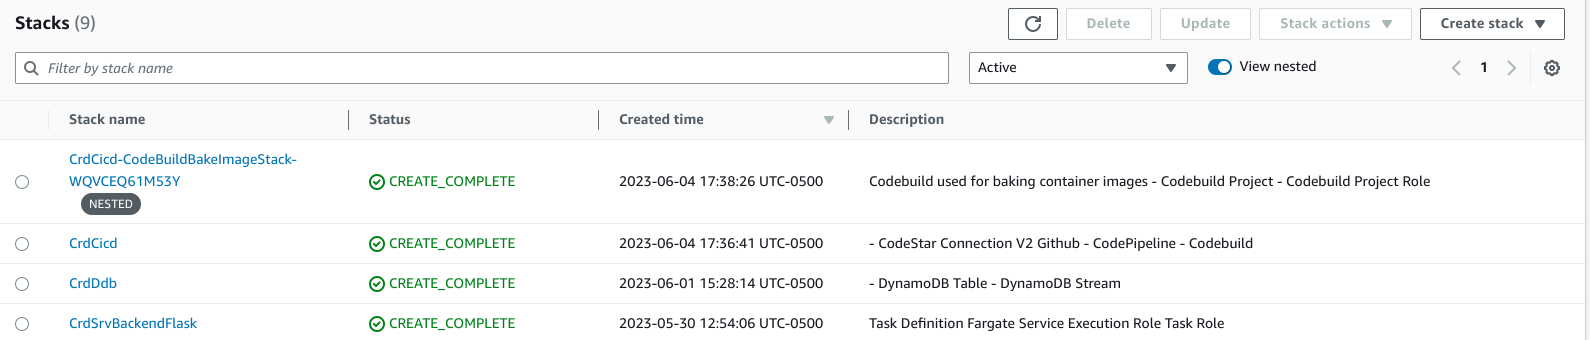 Stacks (9)
Delete
Update
Stack actions
Create stack
Filter by stack name
Active
View nested
1
Stack name
Status
Created time
Description
CrdCicd-CodeBuildBakeImageStack-
WQVCEQ61M53Y
NESTED
CREATE_COMPLETE
2023-06-04 17:38:26 UTC-0500
Codebuild used for baking container images - Codebuild Project - Codebuild Project Role
CrdCicd
CREATE_COMPLETE
2023-06-04 17:36:41 UTC-0500
- CodeStar Connection V2 Github - CodePipeline - Codebuild
CrdDdb
CREATE_COMPLETE
2023-06-01 15:28:14 UTC-0500
- DynamoDB Table - DynamoDB Stream
CrdSrvBackendFlask
CREATE_COMPLETE
2023-05-30 12:54:06 UTC-0500
Task Definition Fargate Service Execution Role Task Role